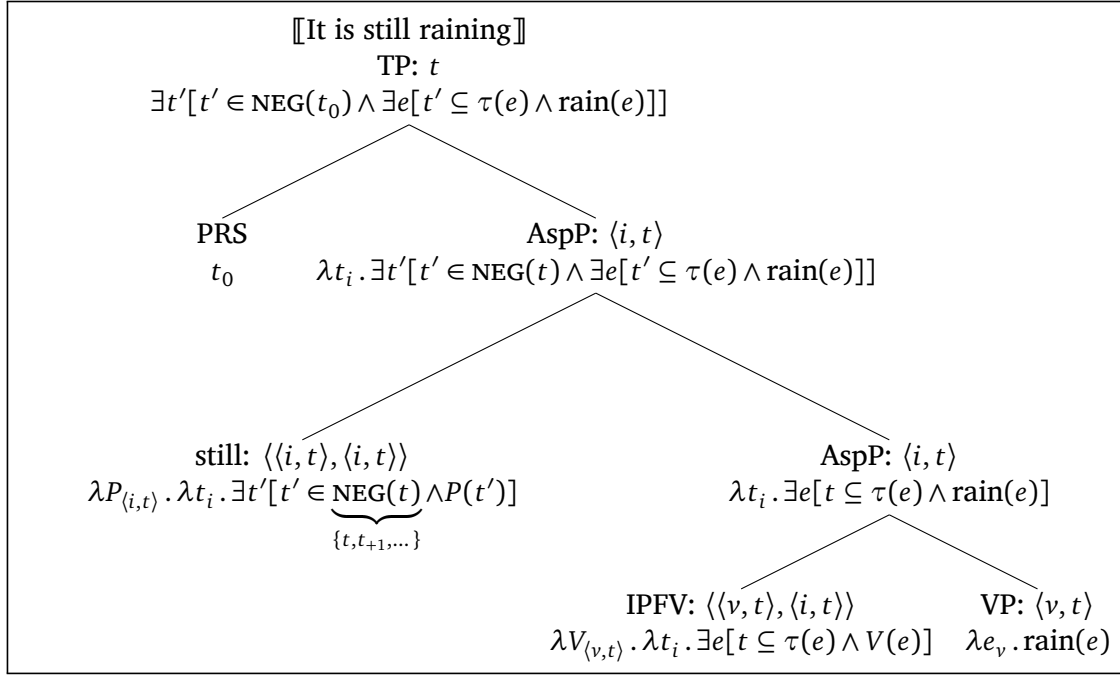 ⟦It is still raining⟧
TP: t
∃t′[t′ ∈ NEG(t₀) ∧ ∃e[t′ ⊆ τ(e) ∧ rain(e)]]
PRS AspP: ⟨i, t⟩
t₀ λtᵢ . ∃t′[t′ ∈ NEG(t) ∧ ∃e[t′ ⊆ τ(e) ∧ rain(e)]]
still: ⟨⟨i, t⟩, ⟨i, t⟩⟩ AspP: ⟨i, t⟩
λP⟨i,t⟩ . λtᵢ . ∃t′[t′ ∈ NEG(t) ∧P(t′)] λtᵢ . ∃e[t ⊆ τ(e) ∧ rain(e)]
{t,t₊₁,...}
IPFV: ⟨⟨v, t⟩, ⟨i, t⟩⟩ VP: ⟨v, t⟩
λV⟨v,t⟩ . λtᵢ . ∃e[t ⊆ τ(e) ∧ V(e)] λeᵥ . rain(e)